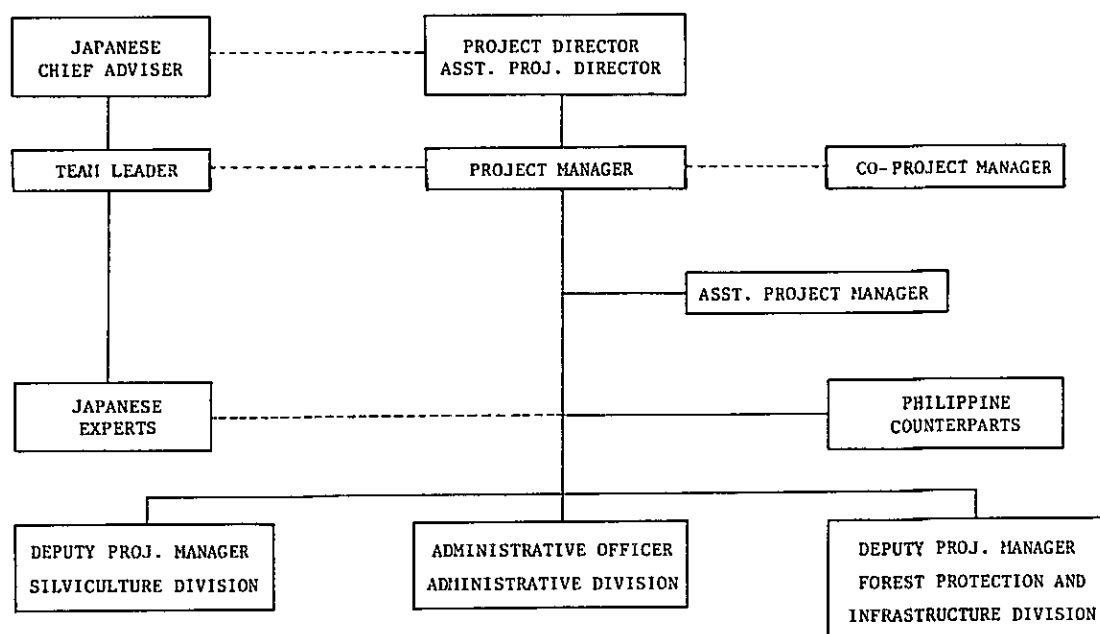 JAPANESE
CHIEF ADVISER
PROJECT DIRECTOR
ASST. PROJ. DIRECTOR
TEAM LEADER
PROJECT MANAGER
CO-PROJECT MANAGER
ASST. PROJECT MANAGER
JAPANESE
EXPERTS
PHILIPPINE
COUNTERPARTS
DEPUTY PROJ. MANAGER
SILVICULTURE DIVISION
ADMINISTRATIVE OFFICER
ADMINISTRATIVE DIVISION
DEPUTY PROJ. MANAGER
FOREST PROTECTION AND
INFRASTRUCTURE DIVISION